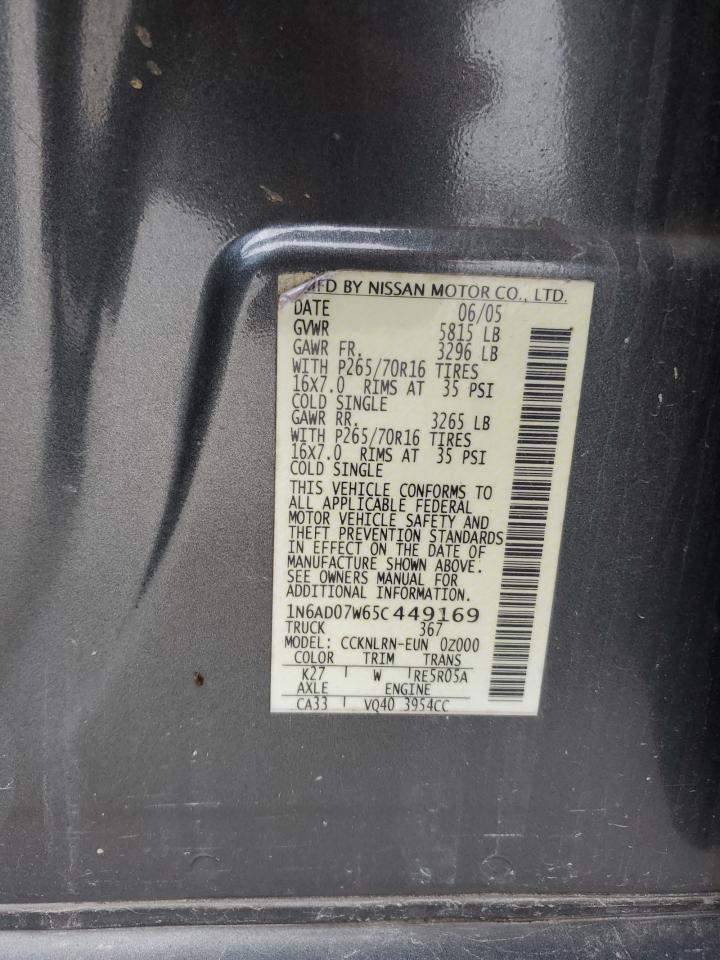 MFD BY NISSAN MOTOR CO., LTD.
DATE 06/05
GVWR 5815 LB
GAWR FR. 3296 LB
WITH P265/70R16 TIRES
16X7.0 RIMS AT 35 PSI
COLD SINGLE
GAWR RR. 3265 LB
WITH P265/70R16 TIRES
16X7.0 RIMS AT 35 PSI
COLD SINGLE
THIS VEHICLE CONFORMS TO
ALL APPLICABLE FEDERAL
MOTOR VEHICLE SAFETY AND
THEFT PREVENTION STANDARDS
IN EFFECT ON THE DATE OF
MANUFACTURE SHOWN ABOVE.
SEE OWNERS MANUAL FOR
ADDITIONAL INFORMATION.
1N6AD07W65C449169
TRUCK 367
MODEL: CCKNLRN-EUN 0Z000
COLOR TRIM TRANS
K27 W RE5R05A
AXLE ENGINE
CA33 VQ40 3954CC